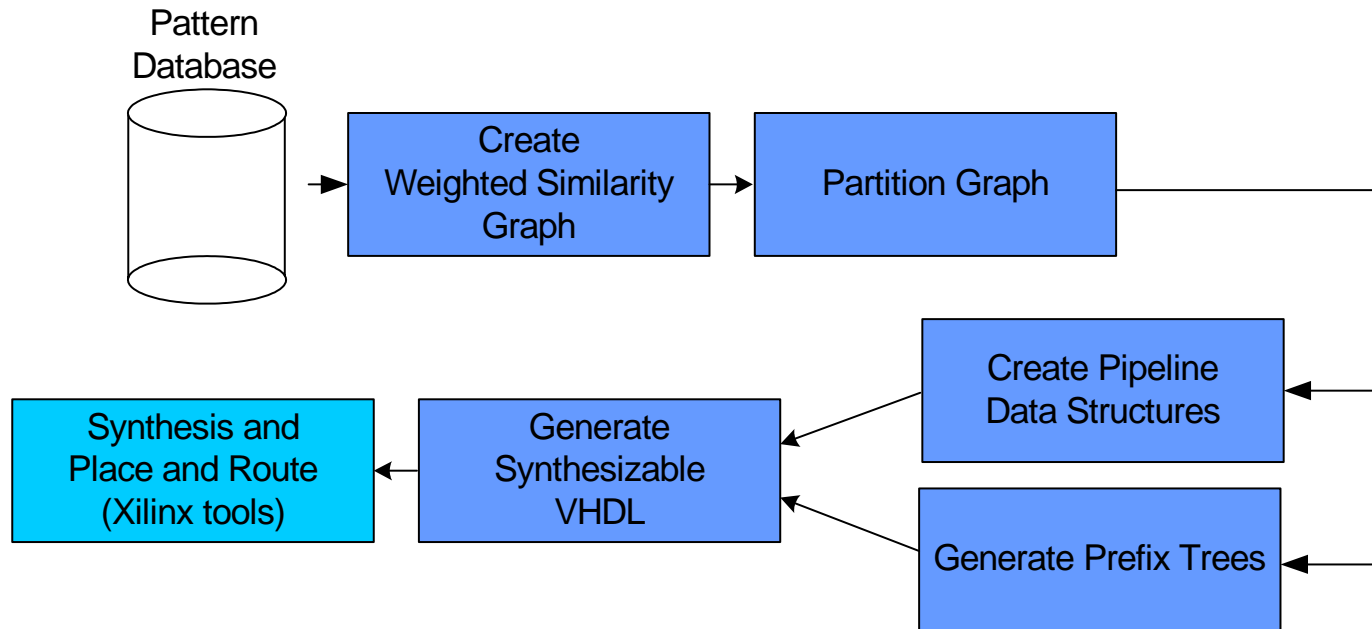 Pattern
Database
Create
Weighted Similarity
Graph
Partition Graph
Create Pipeline
Data Structures
Synthesis and
Place and Route
(Xilinx tools)
Generate
Synthesizable
VHDL
Generate Prefix Trees